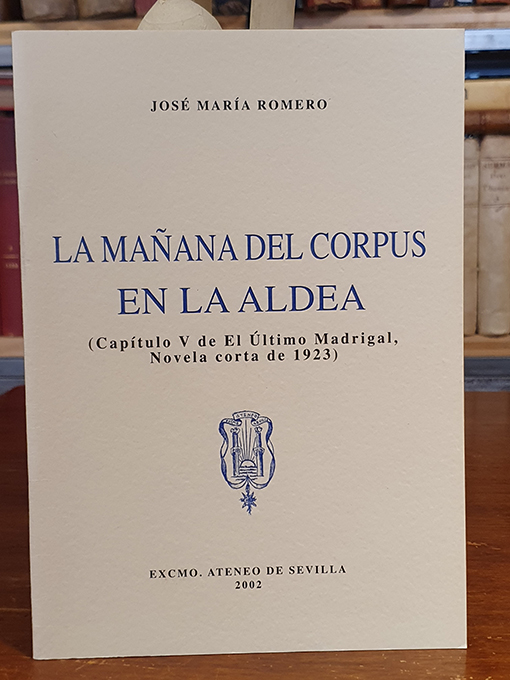 JOSÉ MARÍA ROMERO
LA MAÑANA DEL CORPUS
EN LA ALDEA
(Capítulo V de El Último Madrigal,
Novela corta de 1923)
ATENEO
EXCMO. ATENEO DE SEVILLA
2002